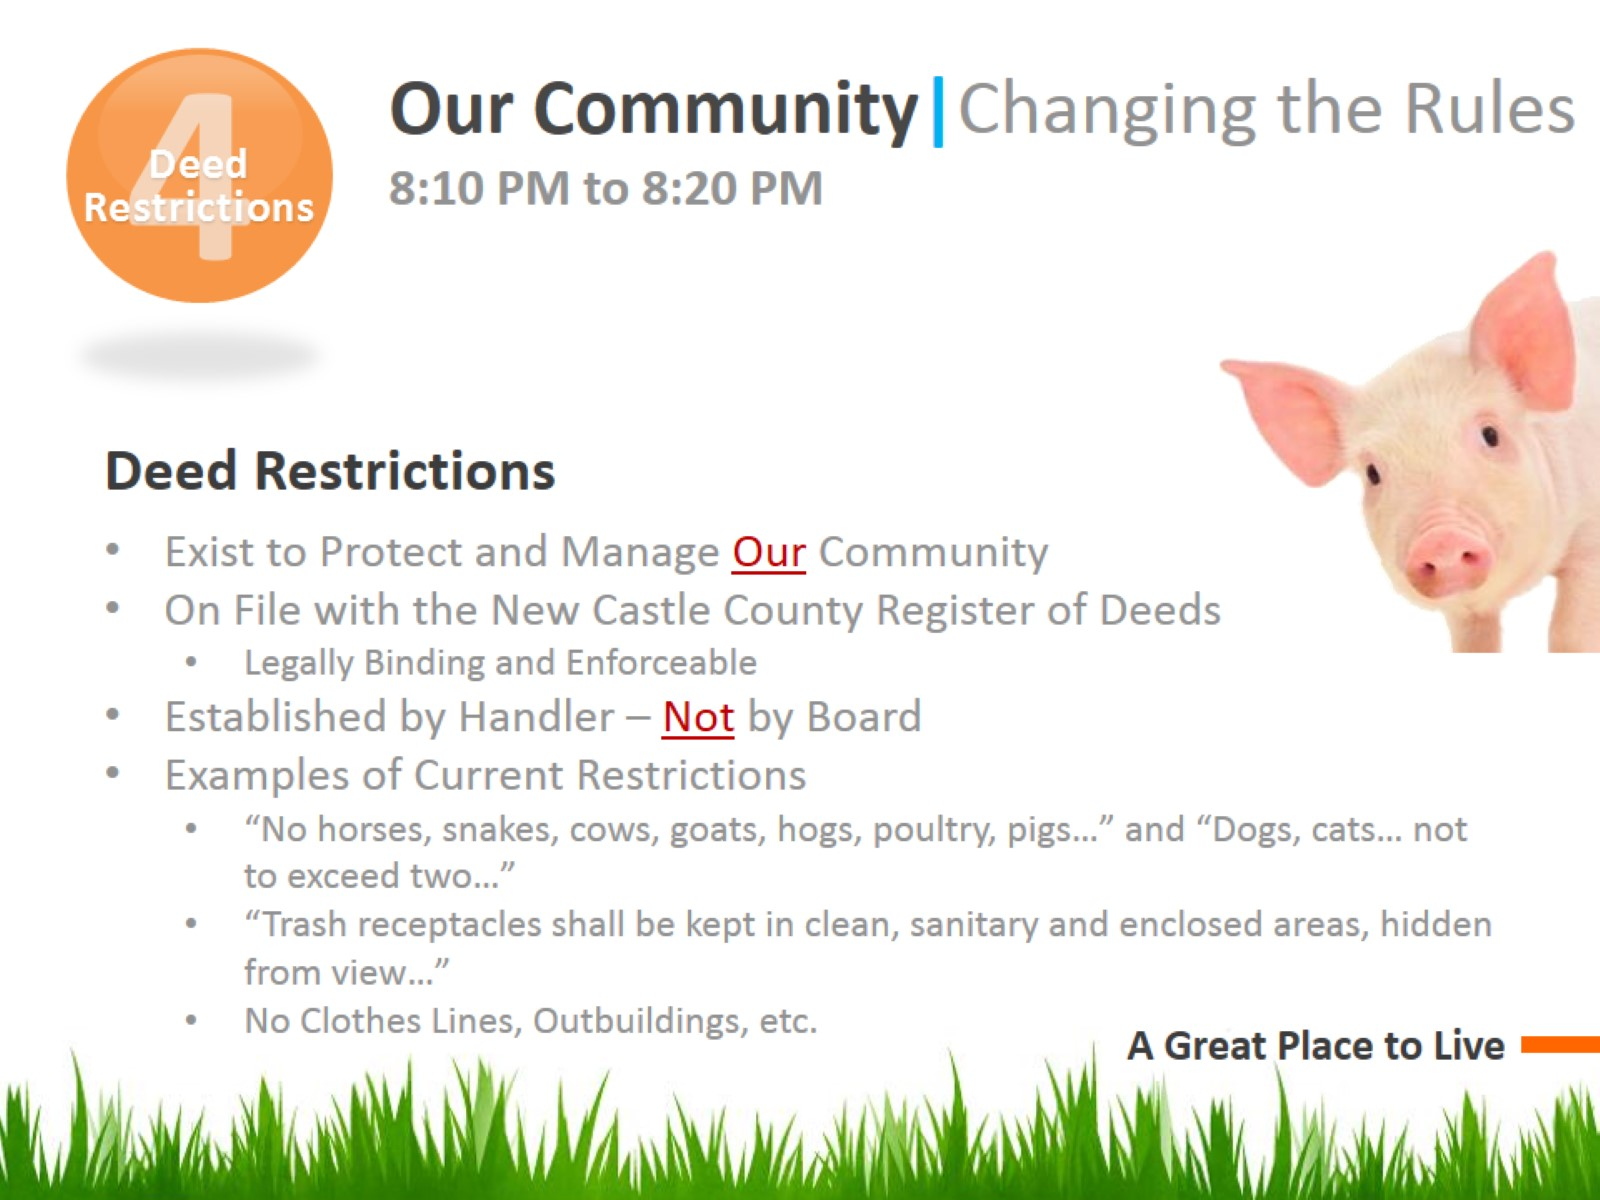 4
Deed
Restrictions
Our Community|Changing the Rules
8:10 PM to 8:20 PM
Deed Restrictions
• Exist to Protect and Manage Our Community
• On File with the New Castle County Register of Deeds
• Legally Binding and Enforceable
• Established by Handler – Not by Board
• Examples of Current Restrictions
• “No horses, snakes, cows, goats, hogs, poultry, pigs…” and “Dogs, cats… not
to exceed two…”
• “Trash receptacles shall be kept in clean, sanitary and enclosed areas, hidden
from view…”
• No Clothes Lines, Outbuildings, etc.
A Great Place to Live